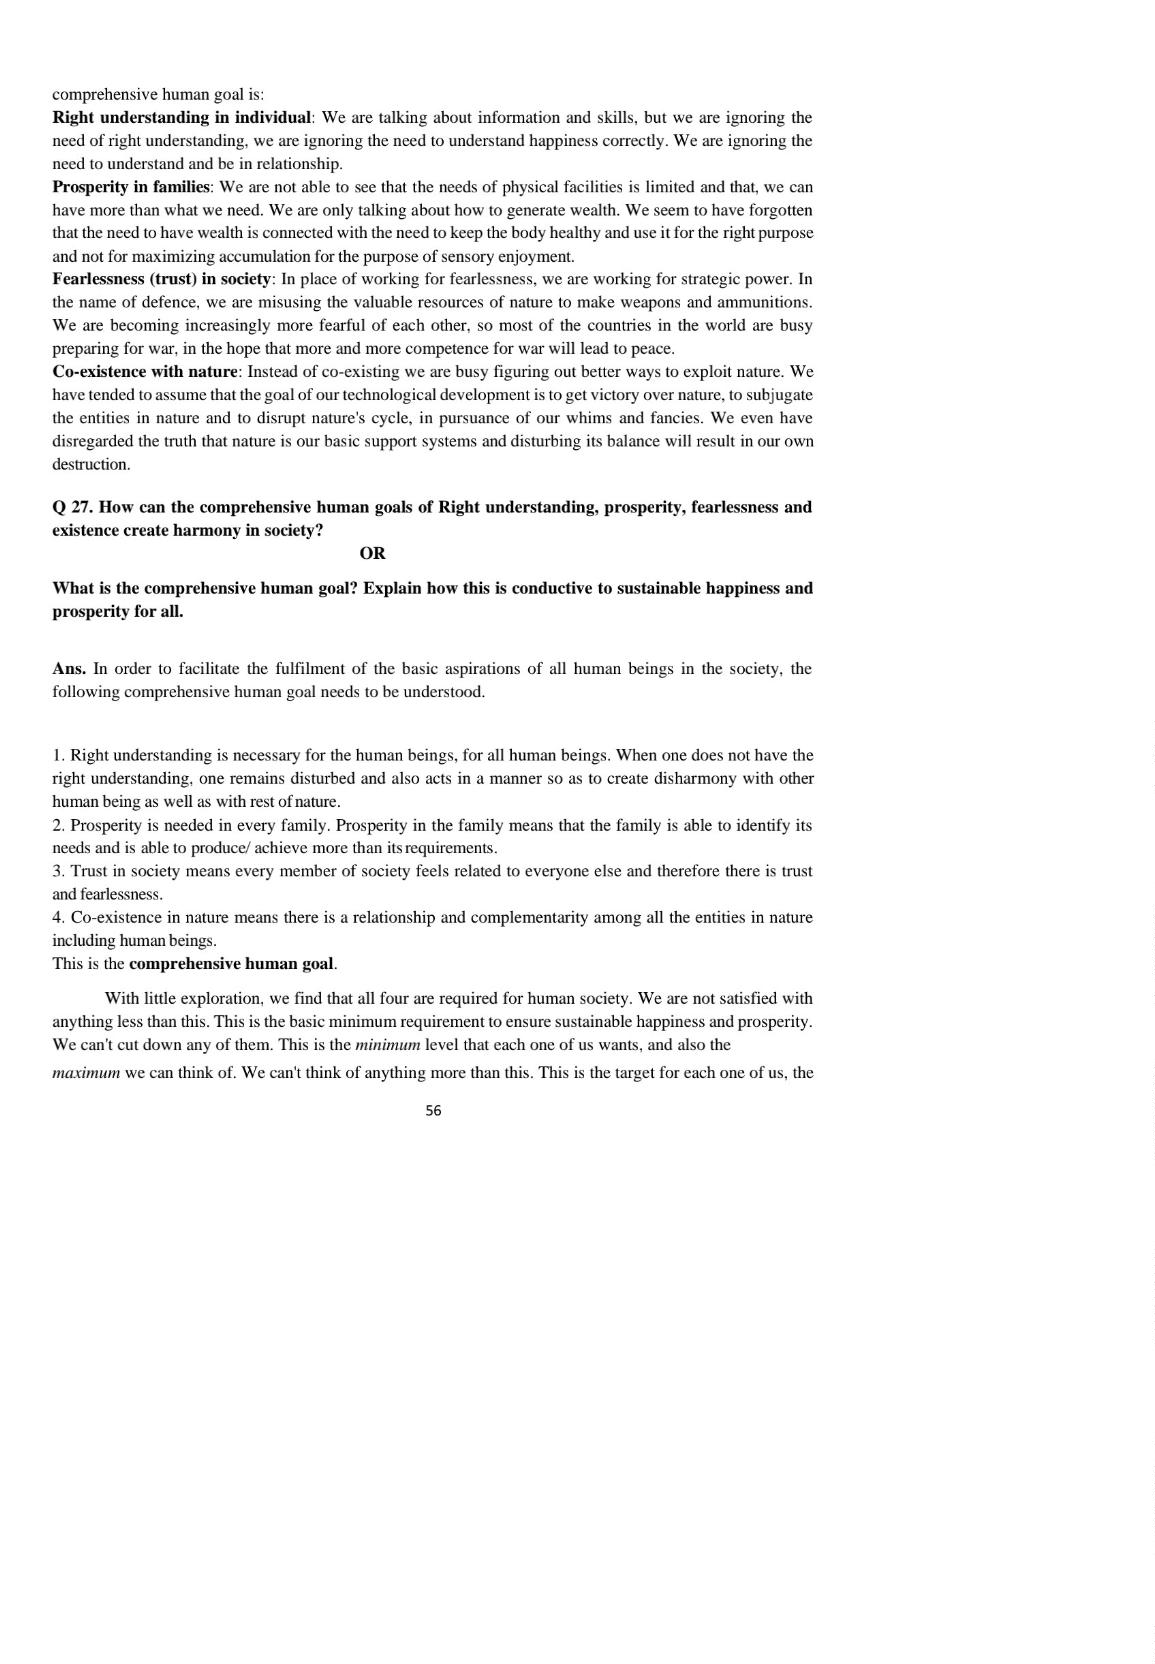 comprehensive human goal is:
Right understanding in individual: We are talking about information and skills, but we are ignoring the
need of right understanding, we are ignoring the need to understand happiness correctly. We are ignoring the
need to understand and be in relationship.
Prosperity in families: We are not able to see that the needs of physical facilities is limited and that, we can
have more than what we need. We are only talking about how to generate wealth. We seem to have forgotten
that the need to have wealth is connected with the need to keep the body healthy and use it for the right purpose
and not for maximizing accumulation for the purpose of sensory enjoyment.
Fearlessness (trust) in society: In place of working for fearlessness, we are working for strategic power. In
the name of defence, we are misusing the valuable resources of nature to make weapons and ammunitions.
We are becoming increasingly more fearful of each other, so most of the countries in the world are busy
preparing for war, in the hope that more and more competence for war will lead to peace.
Co-existence with nature: Instead of co-existing we are busy figuring out better ways to exploit nature. We
have tended to assume that the goal of our technological development is to get victory over nature, to subjugate
the entities in nature and to disrupt nature's cycle, in pursuance of our whims and fancies. We even have
disregarded the truth that nature is our basic support systems and disturbing its balance will result in our own
destruction.
Q 27. How can the comprehensive human goals of Right understanding, prosperity, fearlessness and
existence create harmony in society?
OR
What is the comprehensive human goal? Explain how this is conductive to sustainable happiness and
prosperity for all.
Ans. In order to facilitate the fulfilment of the basic aspirations of all human beings in the society, the
following comprehensive human goal needs to be understood.
1. Right understanding is necessary for the human beings, for all human beings. When one does not have the
right understanding, one remains disturbed and also acts in a manner so as to create disharmony with other
human being as well as with rest of nature.
2. Prosperity is needed in every family. Prosperity in the family means that the family is able to identify its
needs and is able to produce/ achieve more than its requirements.
3. Trust in society means every member of society feels related to everyone else and therefore there is trust
and fearlessness.
4. Co-existence in nature means there is a relationship and complementarity among all the entities in nature
including human beings.
This is the comprehensive human goal.
With little exploration, we find that all four are required for human society. We are not satisfied with
anything less than this. This is the basic minimum requirement to ensure sustainable happiness and prosperity.
We can't cut down any of them. This is the minimum level that each one of us wants, and also the
maximum we can think of. We can't think of anything more than this. This is the target for each one of us, the
56